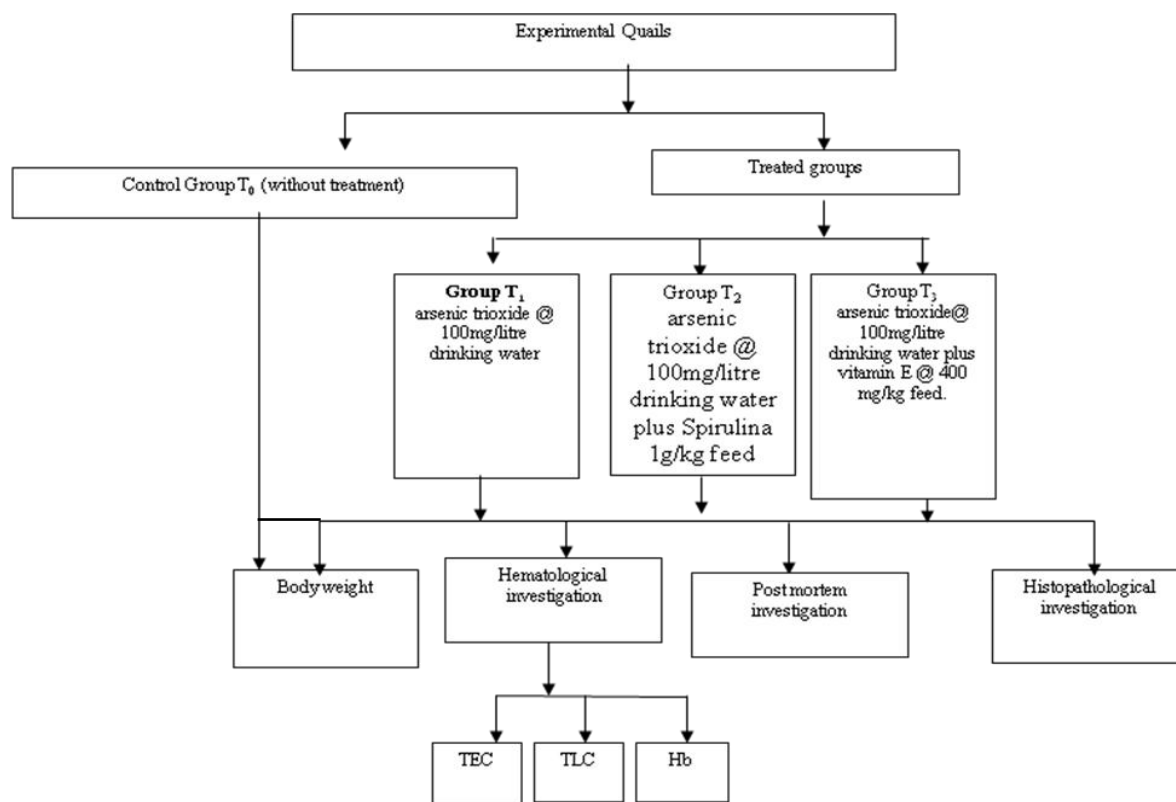 Experimental Quails
Control Group T₀ (without treatment)
Treated groups
Group T₁
arsenic trioxide @
100mg/litre
drinking water
Group T₂
arsenic
trioxide @
100mg/litre
drinking water
plus Spirulina
1g/kg feed
Group T₃
arsenic trioxide@
100mg/litre
drinking water plus
vitamin E @ 400
mg/kg feed.
Body weight
Hematological
investigation
Post mortem
investigation
Histopathological
investigation
TEC
TLC
Hb